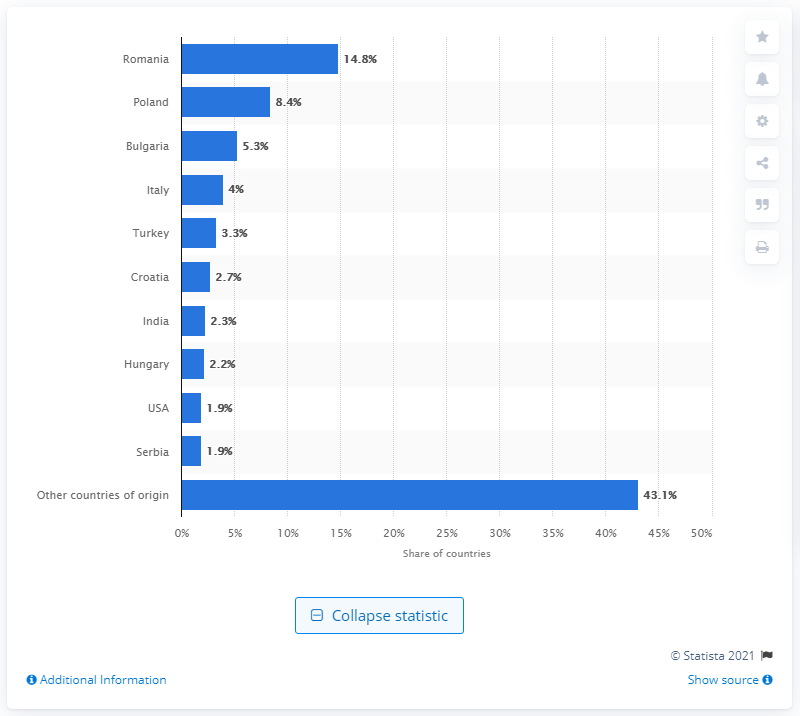 Romania 14.8%
Poland 8.4%
Bulgaria 5.3%
Italy 4%
Turkey 3.3%
Croatia 2.7%
India 2.3%
Hungary 2.2%
USA 1.9%
Serbia 1.9%
Other countries of origin 43.1%
0% 5% 10% 15% 20% 25% 30% 35% 40% 45% 50%
Share of countries
Collapse statistic
© Statista 2021
Additional Information Show source